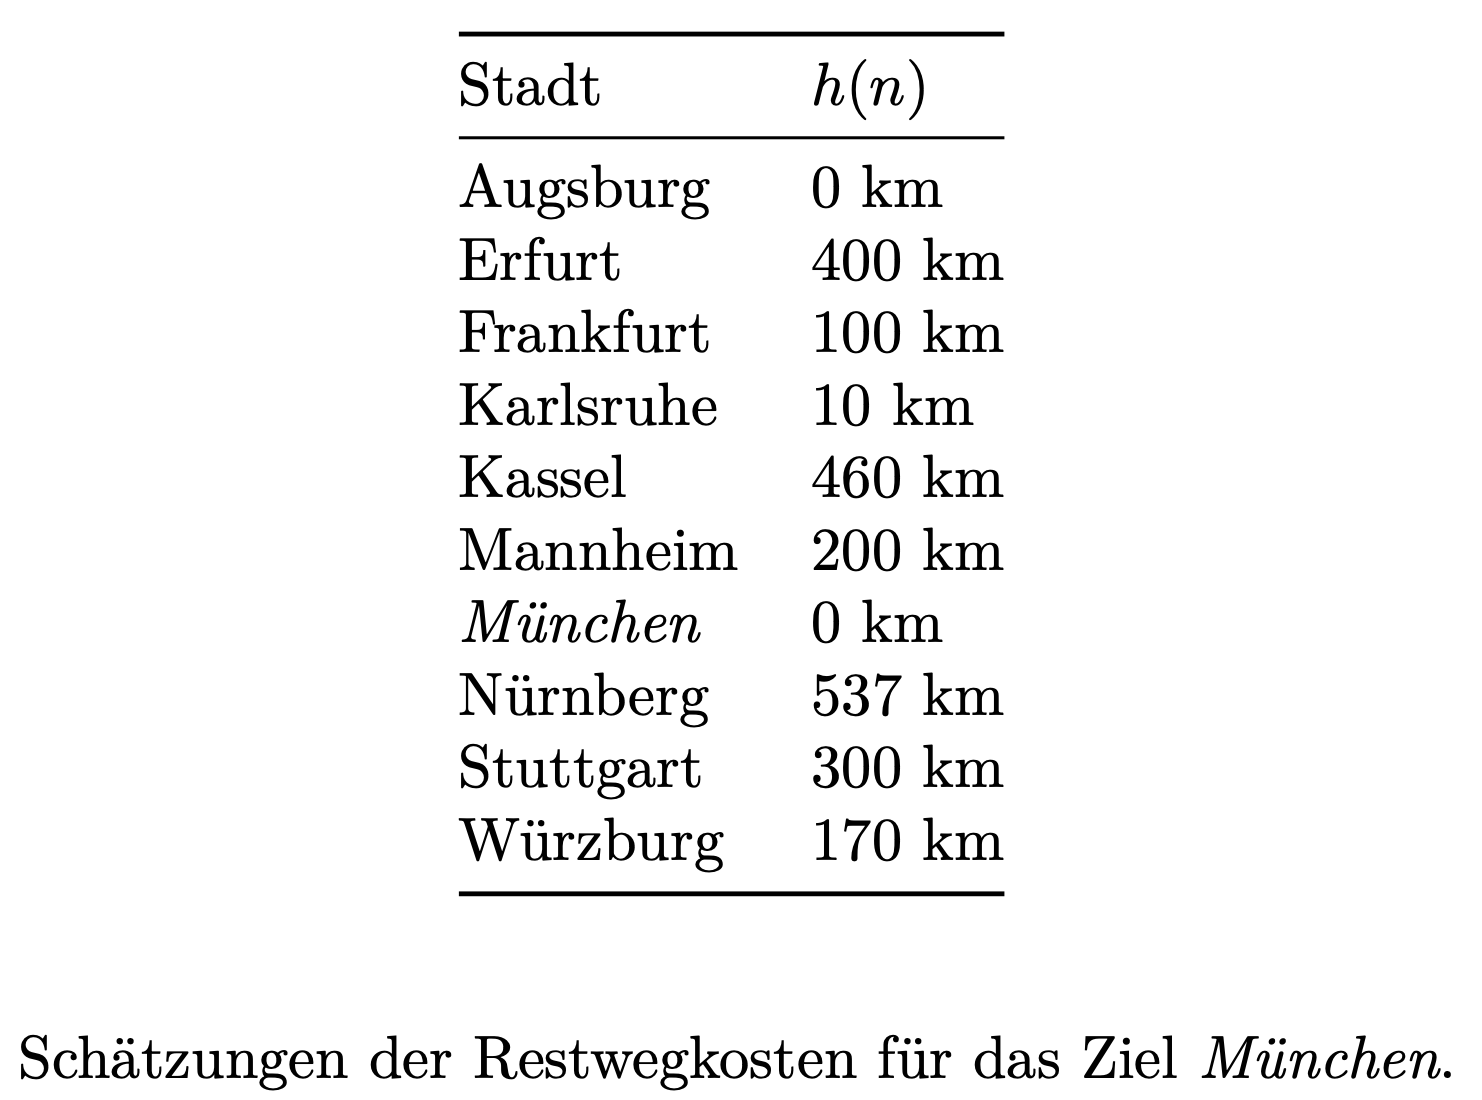 Stadt h(n)
Augsburg 0 km
Erfurt 400 km
Frankfurt 100 km
Karlsruhe 10 km
Kassel 460 km
Mannheim 200 km
München 0 km
Nürnberg 537 km
Stuttgart 300 km
Würzburg 170 km
Schätzungen der Restwegkosten für das Ziel München.